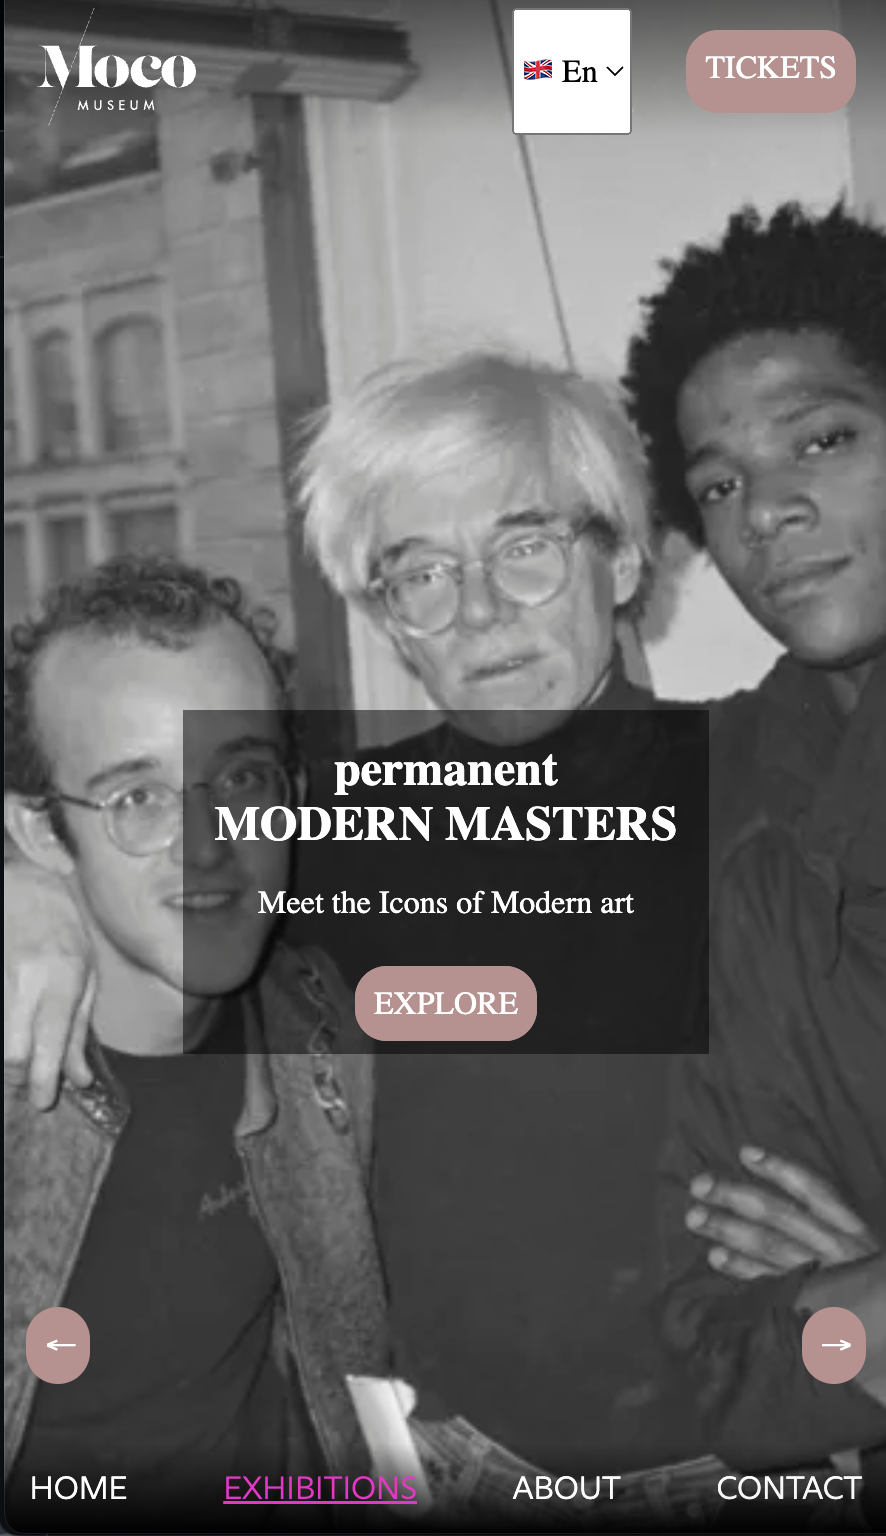 Moco
MUSEUM
En
TICKETS
permanent
MODERN MASTERS
Meet the Icons of Modern art
EXPLORE
←
→
HOME EXHIBITIONS ABOUT CONTACT